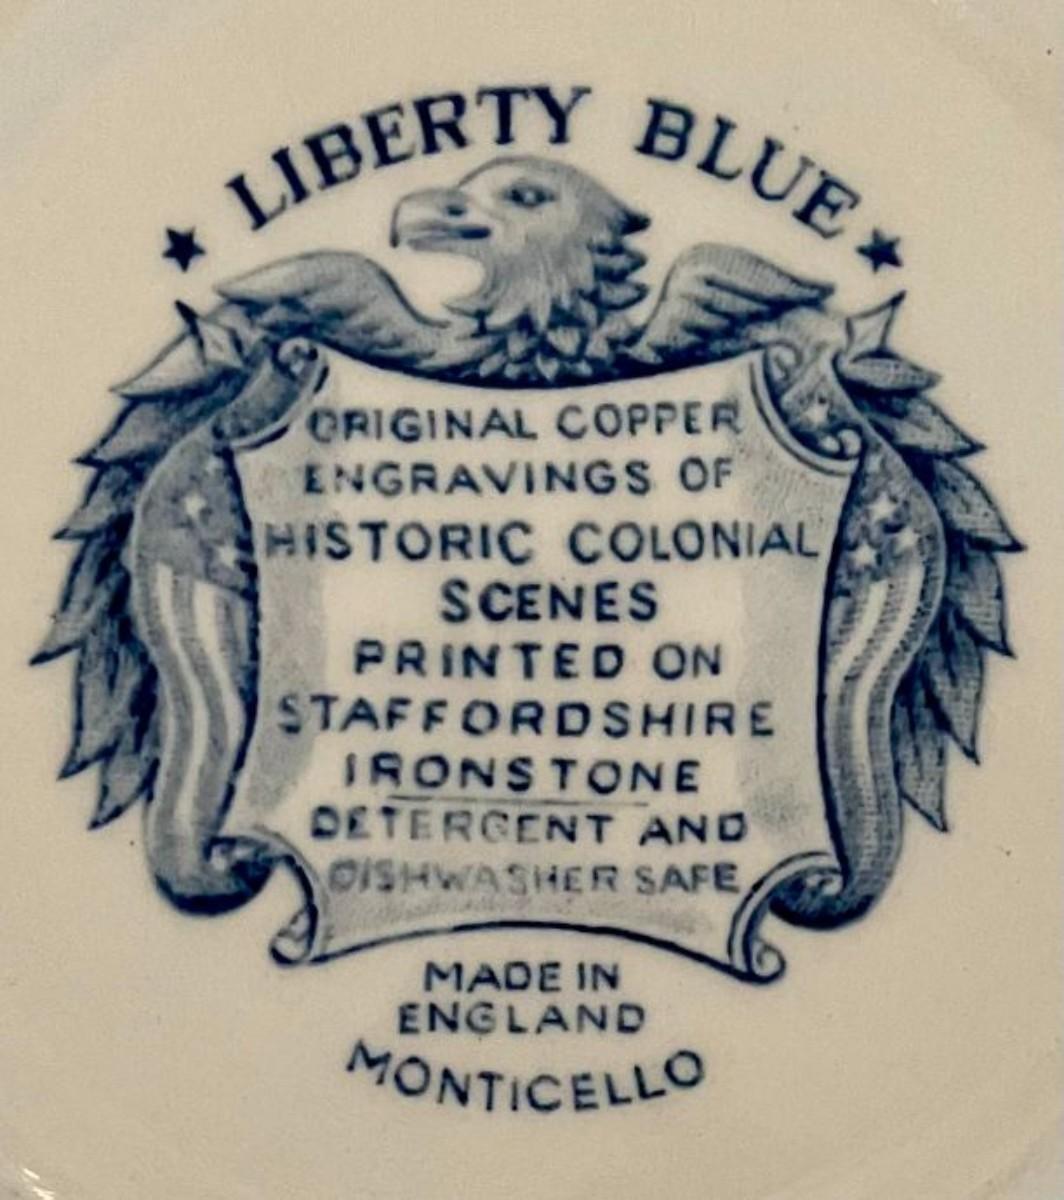 LIBERTY BLUE
ORIGINAL COPPER
ENGRAVINGS OF
HISTORIC COLONIAL
SCENES
PRINTED ON
STAFFORDSHIRE
IRONSTONE
DETERGENT AND
DISHWASHER SAFE
MADE IN
ENGLAND
MONTICELLO